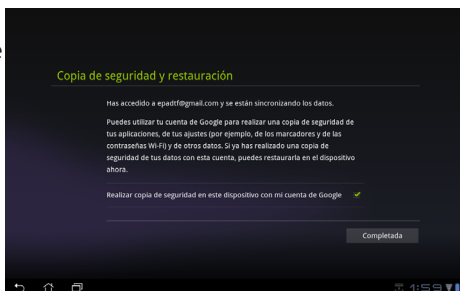 e
Copia de seguridad y restauración
Has accedido a epadtf@gmail.com y se están sincronizando los datos.
Puedes utilizar tu cuenta de Google para realizar una copia de seguridad de
tus aplicaciones, de tus ajustes (por ejemplo, de los marcadores y de las
contraseñas Wi-Fi) y de otros datos. Si ya has realizado una copia de
seguridad de tus datos con esta cuenta, puedes restaurarla en el dispositivo
ahora.
Realizar copia de seguridad en este dispositivo con mi cuenta de Google
Completada
1:59